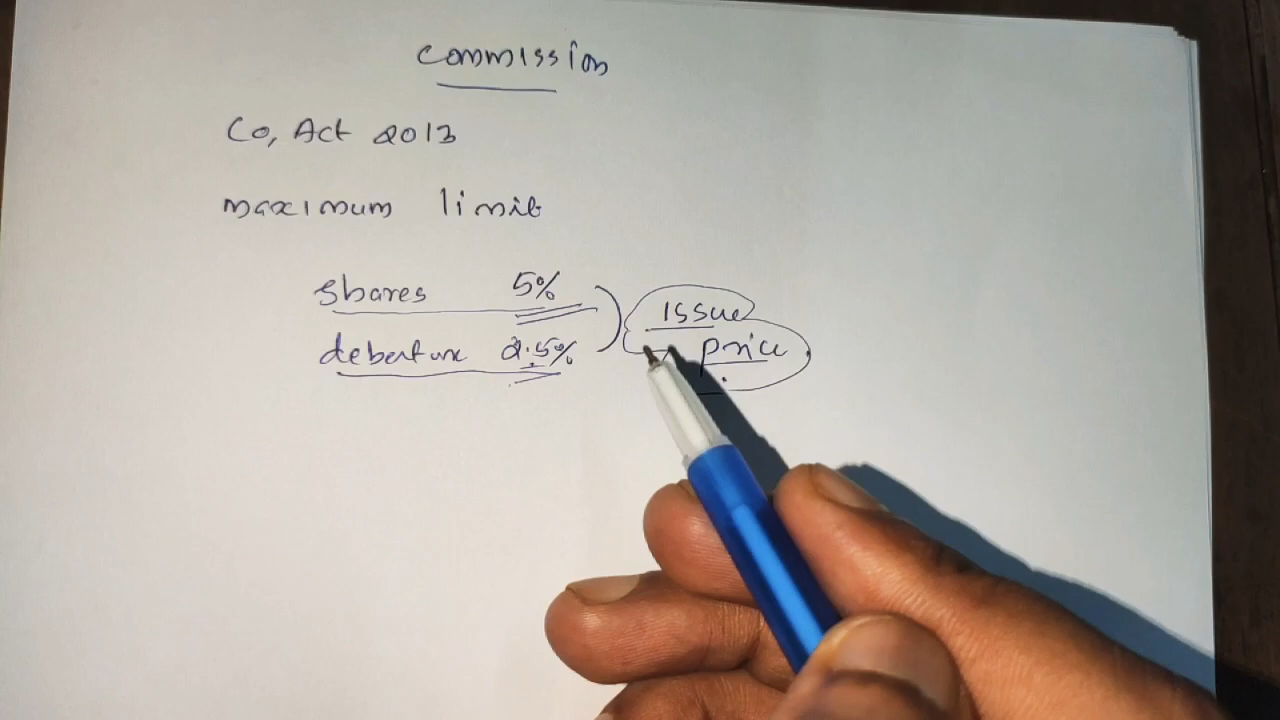 Commission
Co, Act 2013
maximum limit
shares 5%
debenture 2.5%
issue
price